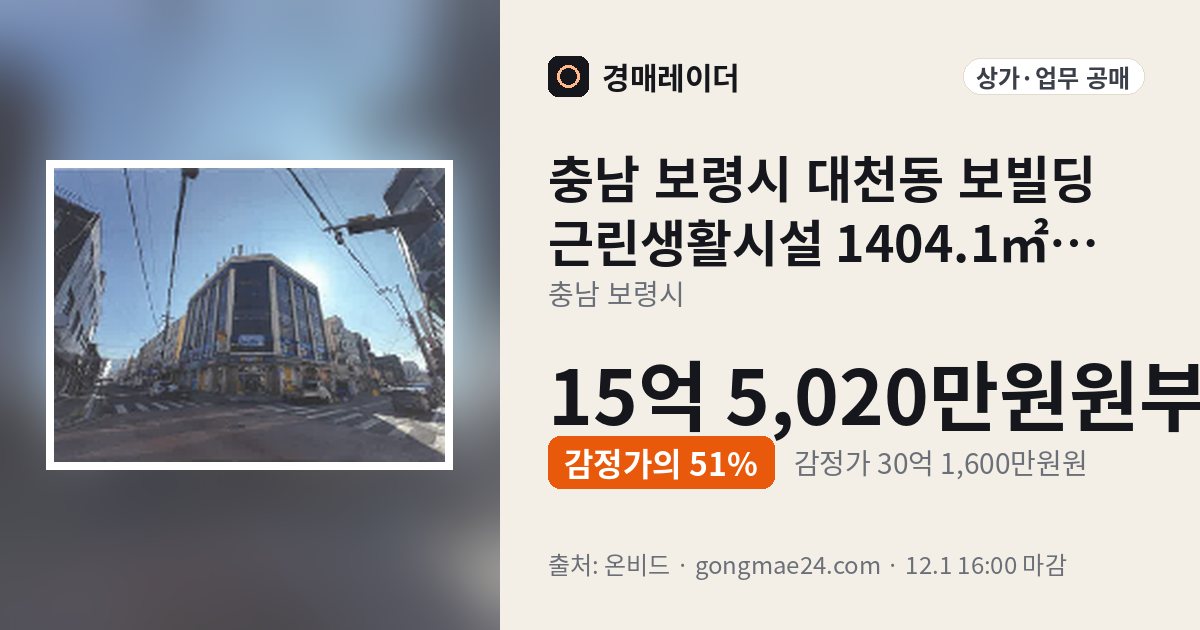 경매레이더
상가·업무 공매
충남 보령시 대천동 보빌딩
근린생활시설 1404.1㎡…
충남 보령시
15억 5,020만원원부
감정가의 51%
감정가 30억 1,600만원원
출처: 온비드 · gongmae24.com · 12.1 16:00 마감